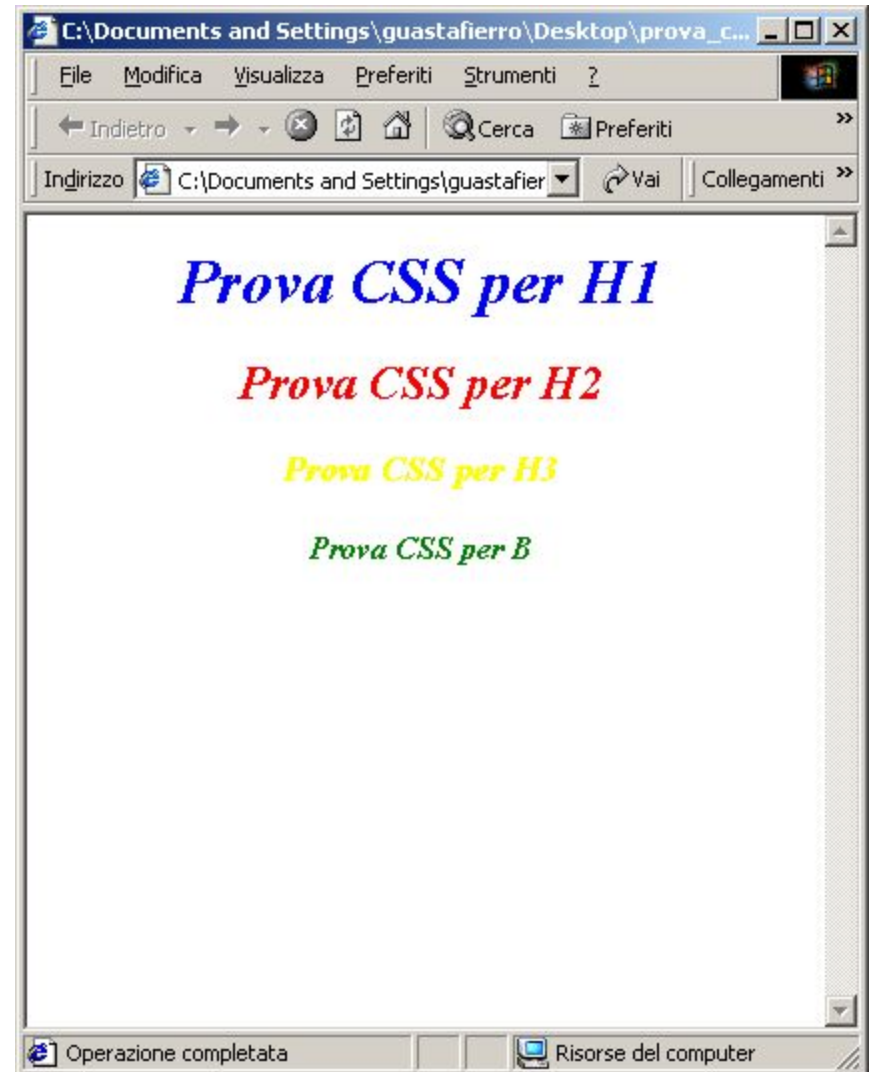 C:\Documents and Settings\guastafierro\Desktop\prova_c...
File Modifica Visualizza Preferiti Strumenti ?
Indietro Cerca Preferiti »
Indirizzo C:\Documents and Settings\guastafier Vai Collegamenti »
Prova CSS per H1
Prova CSS per H2
Prova CSS per H3
Prova CSS per B
Operazione completata Risorse del computer